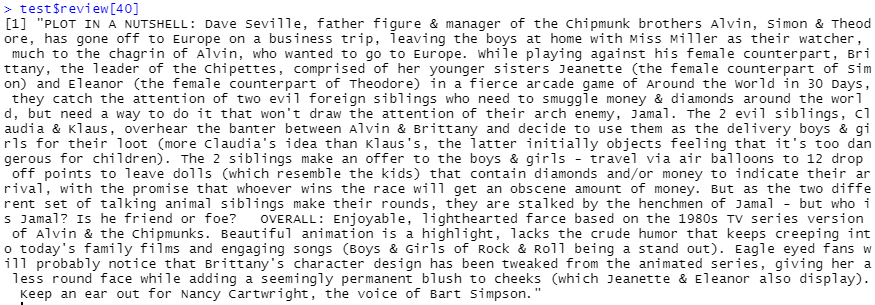 > test$review[40]
[1] "PLOT IN A NUTSHELL: Dave Seville, father figure & manager of the Chipmunk brothers Alvin, Simon & Theod
ore, has gone off to Europe on a business trip, leaving the boys at home with Miss Miller as their watcher,
 much to the chagrin of Alvin, who wanted to go to Europe. While playing against his female counterpart, Bri
ttany, the leader of the Chipettes, comprised of her younger sisters Jeanette (the female counterpart of Sim
on) and Eleanor (the female counterpart of Theodore) in a fierce arcade game of Around the World in 30 Days,
 they catch the attention of two evil foreign siblings who need to smuggle money & diamonds around the worl
d, but need a way to do it that won't draw the attention of their arch enemy, Jamal. The 2 evil siblings, Cl
audia & Klaus, overhear the banter between Alvin & Brittany and decide to use them as the delivery boys & gi
rls for their loot (more Claudia's idea than Klaus's, the latter initially objects feeling that it's too dan
gerous for children). The 2 siblings make an offer to the boys & girls - travel via air balloons to 12 drop
 off points to leave dolls (which resemble the kids) that contain diamonds and/or money to indicate their ar
rival, with the promise that whoever wins the race will get an obscene amount of money. But as the two diffe
rent set of talking animal siblings make their rounds, they are stalked by the henchmen of Jamal - but who i
s Jamal? Is he friend or foe?   OVERALL: Enjoyable, lighthearted farce based on the 1980s TV series version
 of Alvin & the Chipmunks. Beautiful animation is a highlight, lacks the crude humor that keeps creeping int
o today's family films and engaging songs (Boys & Girls of Rock & Roll being a stand out). Eagle eyed fans w
ill probably notice that Brittany's character design has been tweaked from the animated series, giving her a
 less round face while adding a seemingly permanent blush to cheeks (which Jeanette & Eleanor also display).
  Keep an ear out for Nancy Cartwright, the voice of Bart Simpson."